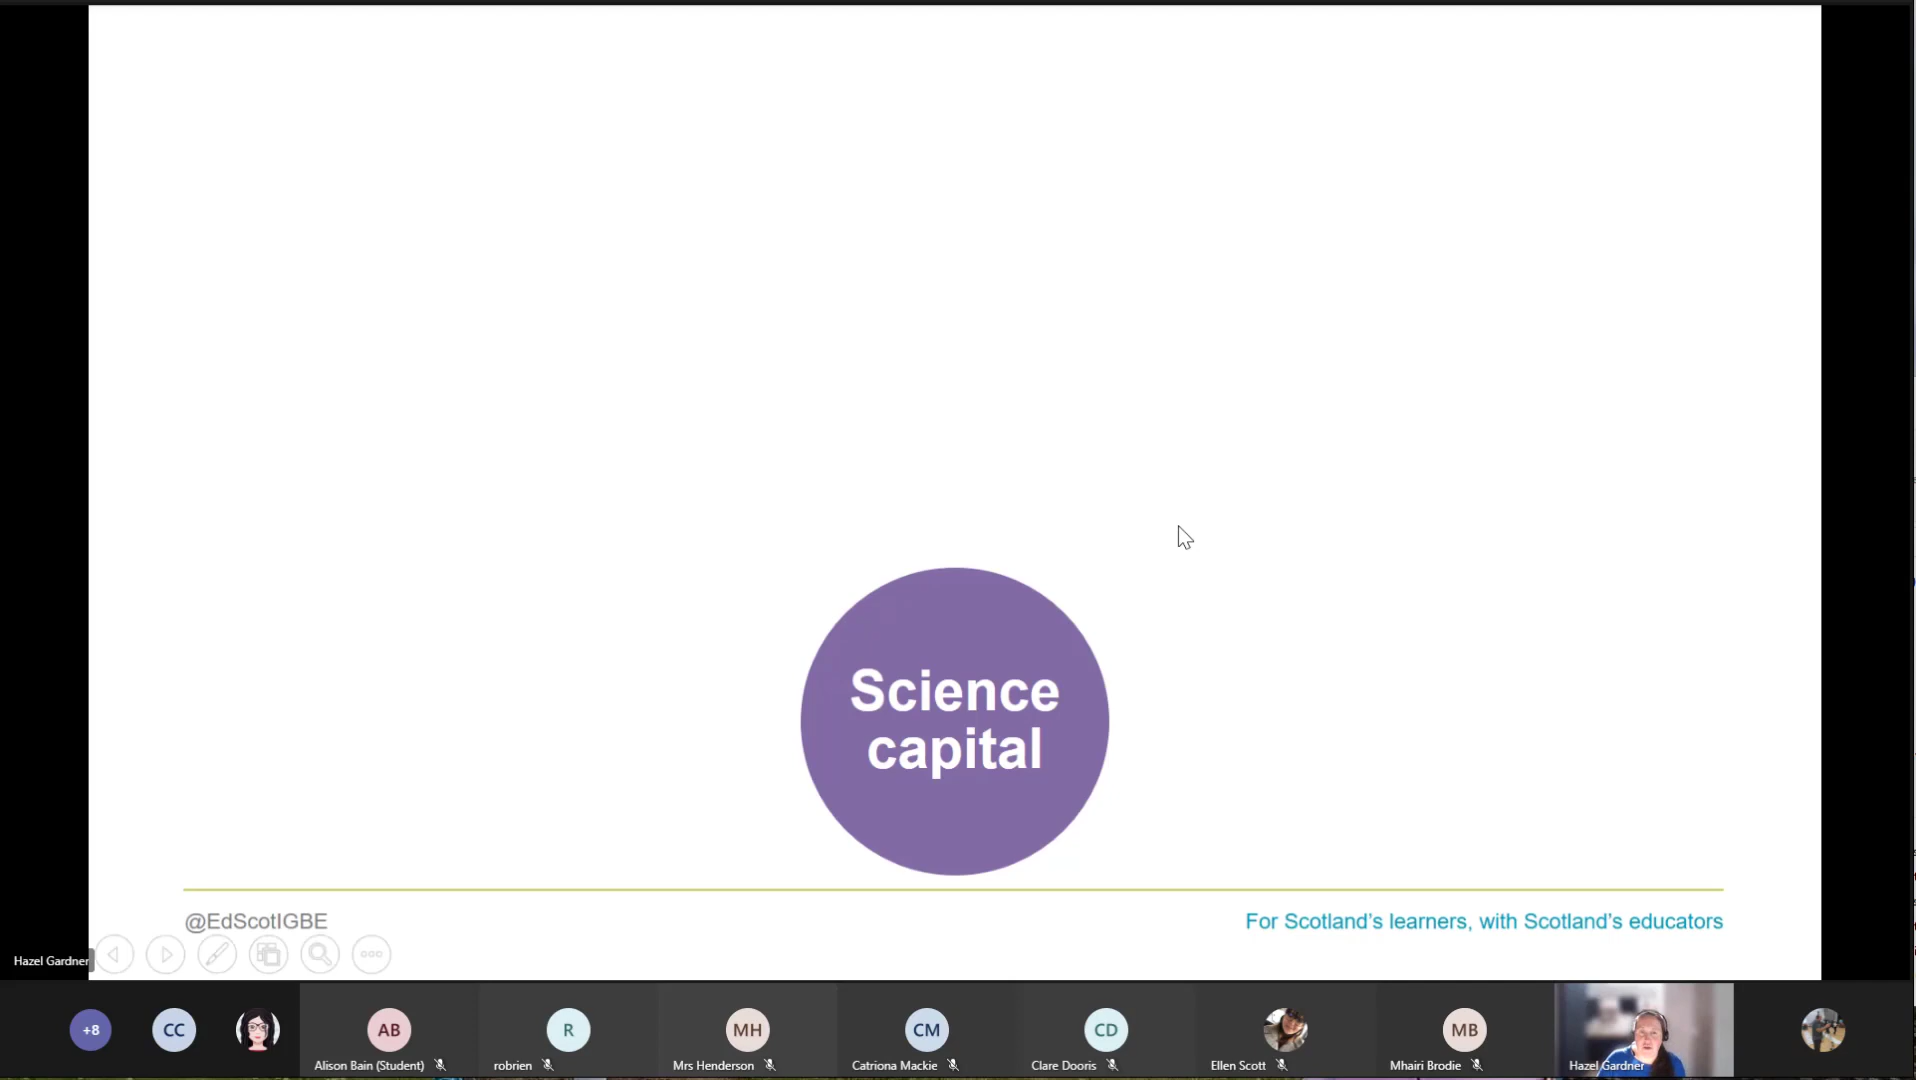 Science
capital
@EdScotIGBE
For Scotland's learners, with Scotland's educators
Hazel Gardner
+8
CC
AB
R
MH
CM
CD
MB
Alison Bain (Student)
robrien
Mrs Henderson
Catriona Mackie
Clare Dooris
Ellen Scott
Mhairi Brodie
Hazel Gardner